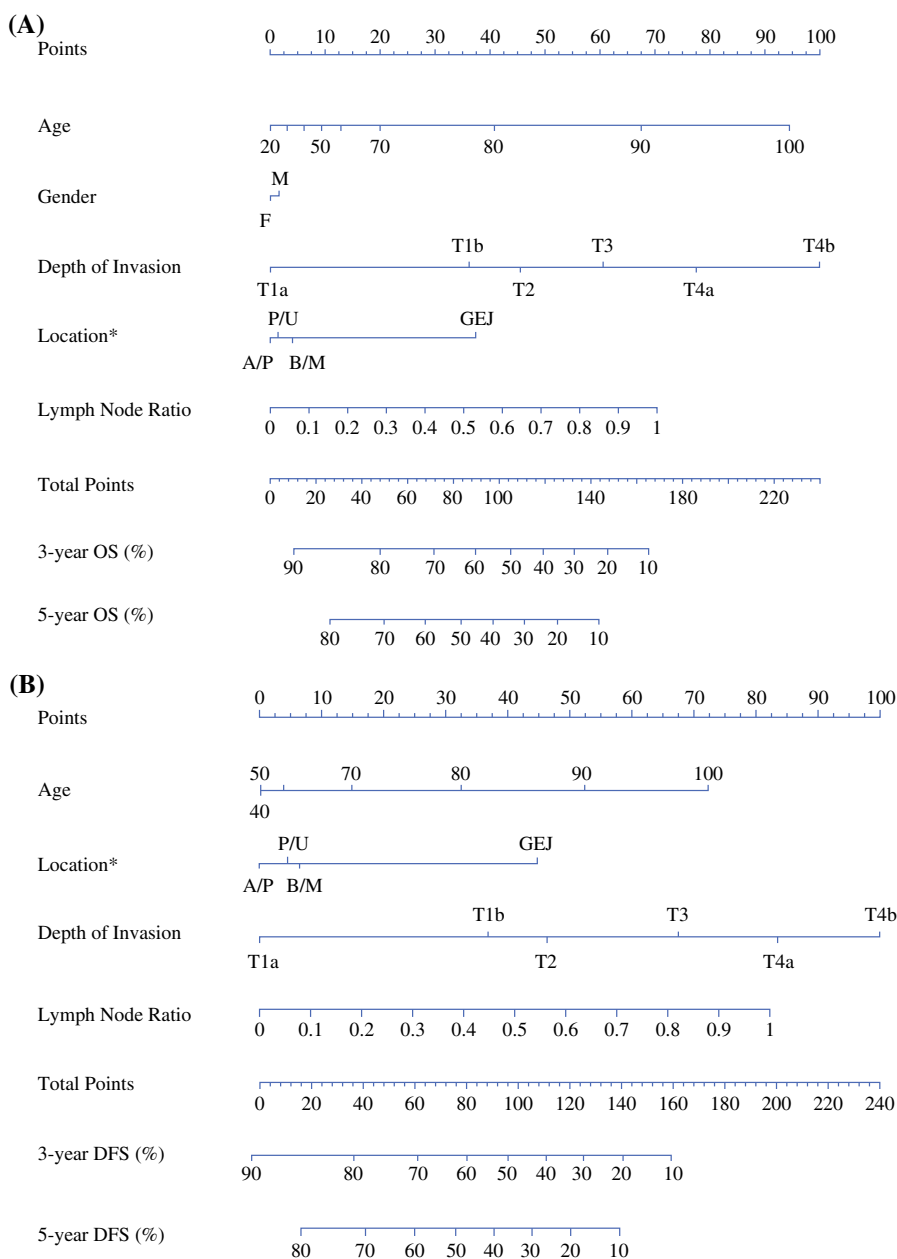 (A)
Points 0 10 20 30 40 50 60 70 80 90 100
Age 20 50 70 80 90 100
M
Gender
F
T1b T3 T4b
Depth of Invasion
T1a T2 T4a
P/U GEJ
Location*
A/P B/M
Lymph Node Ratio
0 0.1 0.2 0.3 0.4 0.5 0.6 0.7 0.8 0.9 1
Total Points
0 20 40 60 80 100 140 180 220
3-year OS (%)
90 80 70 60 50 40 30 20 10
5-year OS (%)
80 70 60 50 40 30 20 10
(B)
0 10 20 30 40 50 60 70 80 90 100
Points
50 70 80 90 100
Age
40
P/U GEJ
Location*
A/P B/M
T1b T3 T4b
Depth of Invasion
T1a T2 T4a
Lymph Node Ratio
0 0.1 0.2 0.3 0.4 0.5 0.6 0.7 0.8 0.9 1
Total Points
0 20 40 60 80 100 120 140 160 180 200 220 240
3-year DFS (%)
90 80 70 60 50 40 30 20 10
5-year DFS (%)
80 70 60 50 40 30 20 10